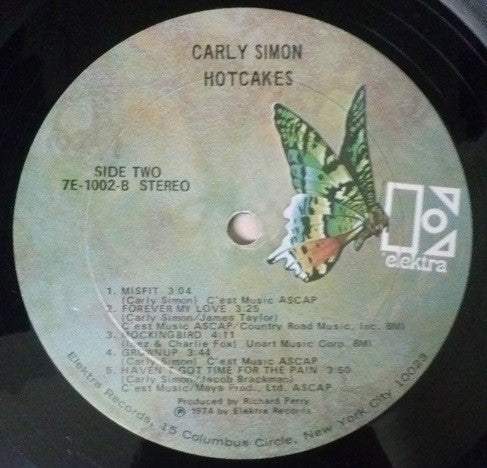 CARLY SIMON
HOTCAKES
SIDE TWO
7E-1002-B STEREO
elektra
1. MISFIT 3:04
(Carly Simon) C'est Music ASCAP
2. FOREVER MY LOVE 3:25
(Carly Simon/James Taylor)
C'est Music ASCAP/Country Road Music, Inc. BMI
3. MOCKINGBIRD 4:11
(Inez & Charlie Fox) Unart Music Corp. BMI
4. GROWNUP 3:44
(Carly Simon) C'est Music ASCAP
5. HAVEN'T GOT TIME FOR THE PAIN 3:50
(Carly Simon/Jacob Brackman)
C'est Music/Maya Prod., Ltd. ASCAP
Produced by Richard Perry
℗ 1974 by Elektra Records
Elektra Records, 15 Columbus Circle, New York City 10023